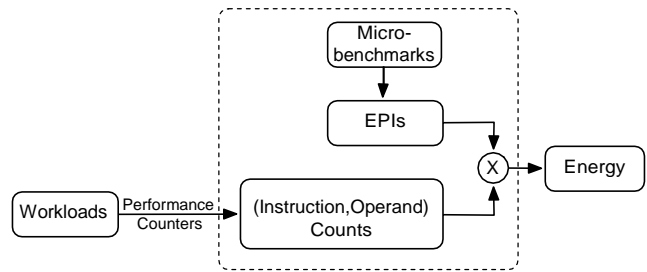 Micro-
benchmarks
EPIs
X
Energy
Workloads
Performance
Counters
(Instruction,Operand)
Counts